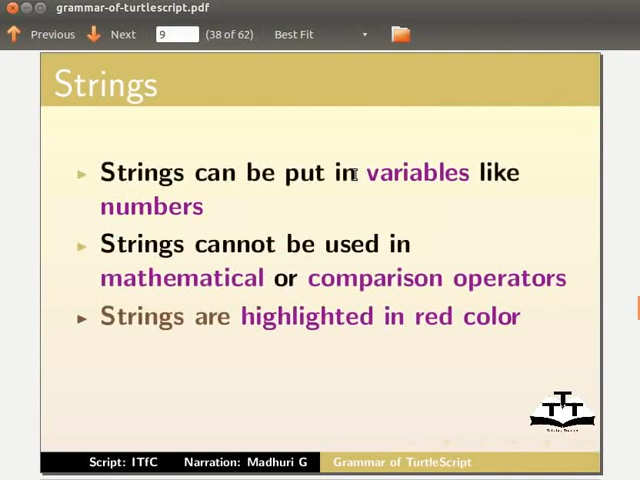 grammar-of-turtlescript.pdf
Previous Next 9 (38 of 62) Best Fit
Strings
Strings can be put in variables like
numbers
Strings cannot be used in
mathematical or comparison operators
Strings are highlighted in red color
Script: ITfC Narration: Madhuri G Grammar of TurtleScript